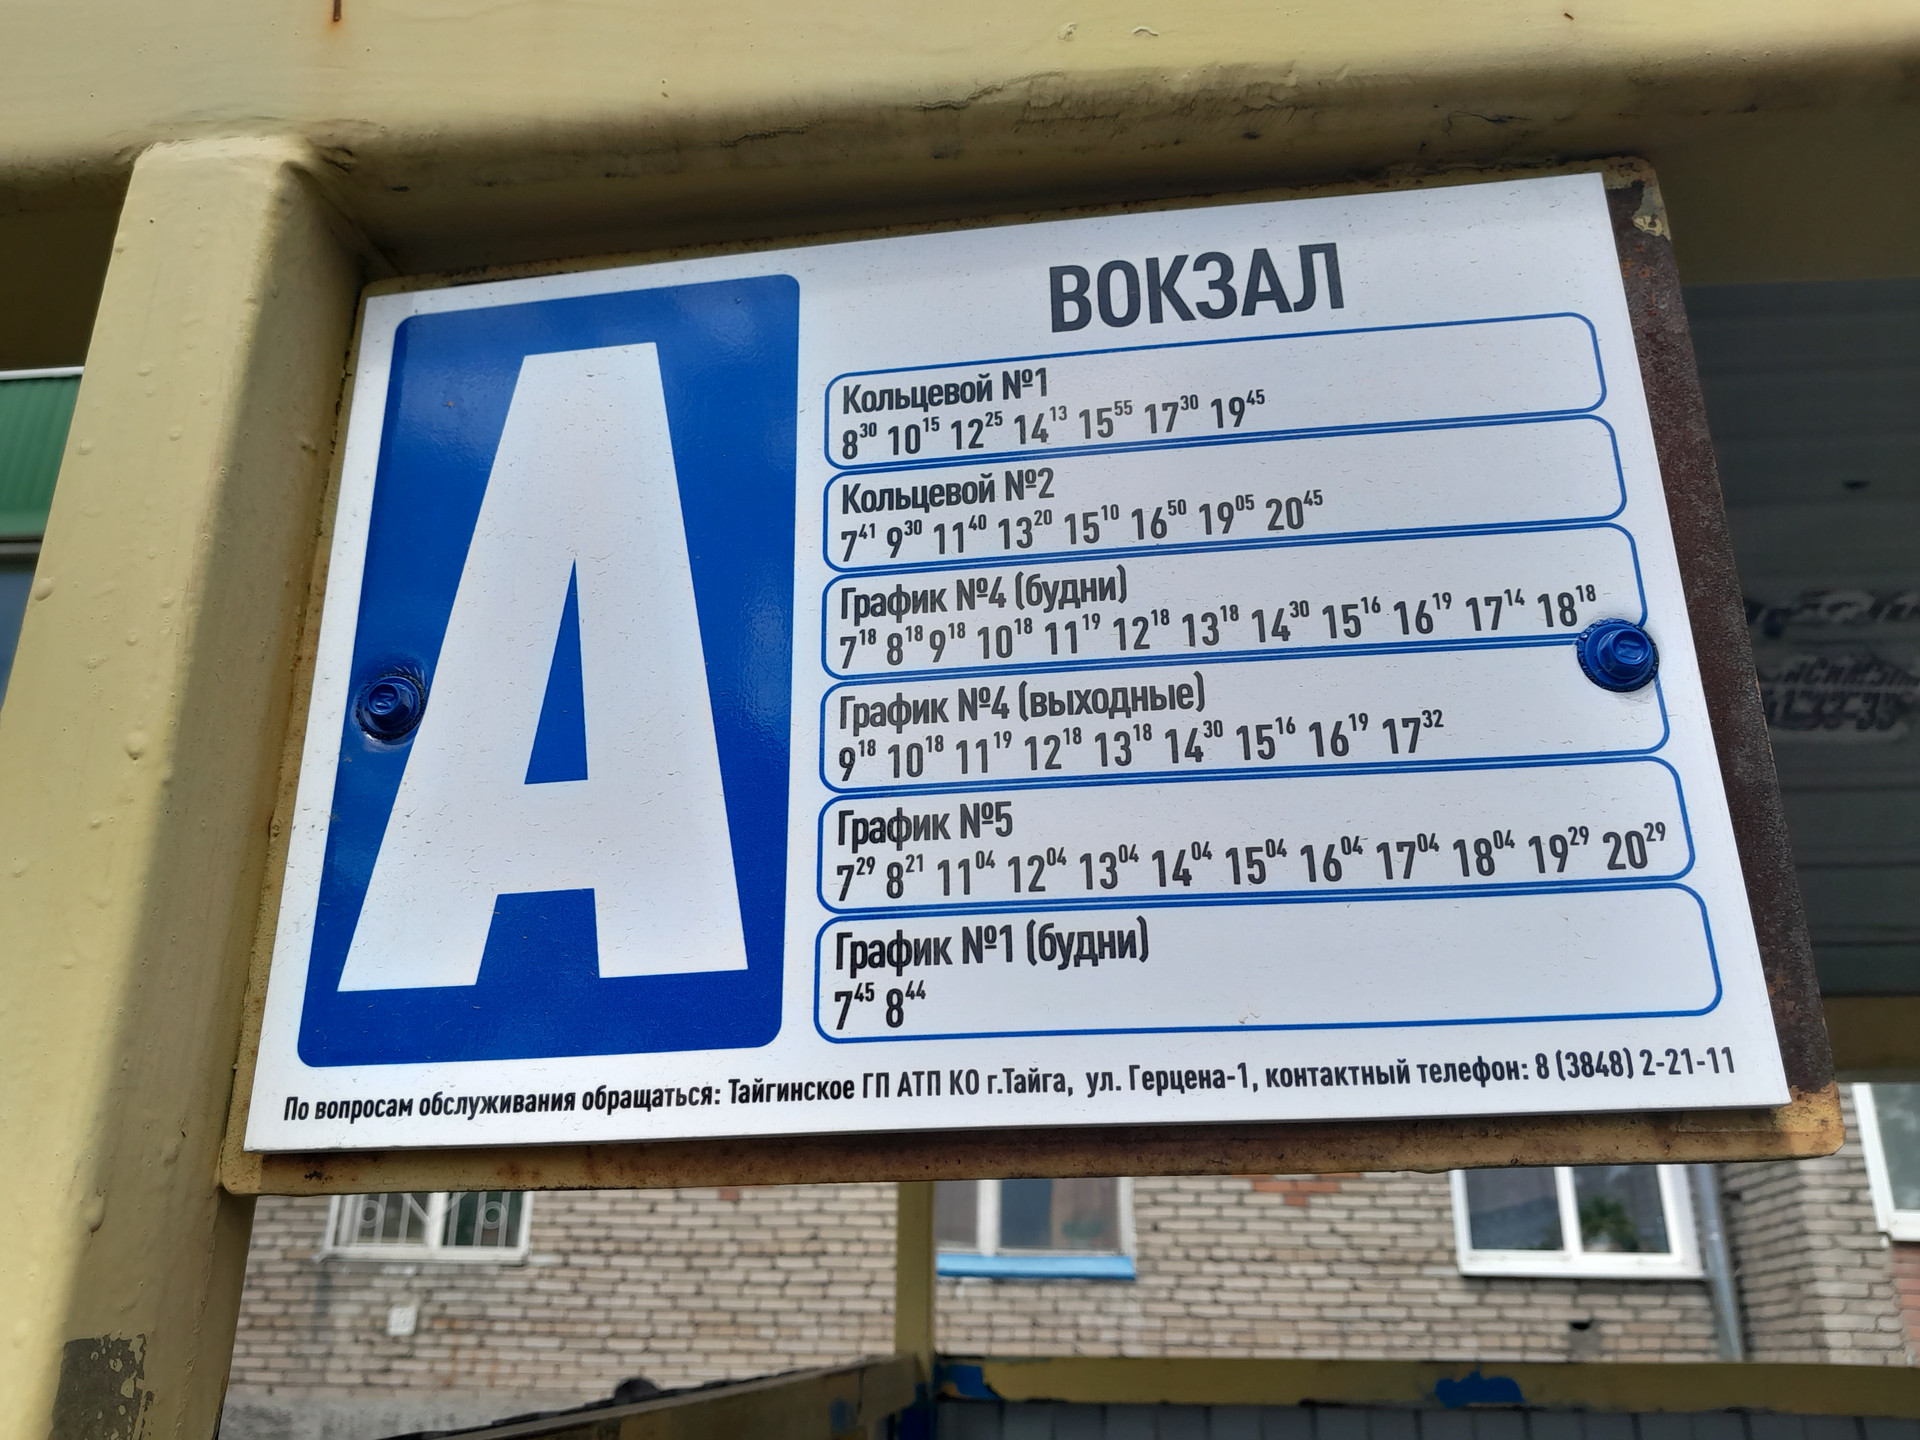 А
ВОКЗАЛ
Кольцевой №1
8³⁰ 10¹⁵ 12²⁵ 14¹³ 15⁵⁵ 17³⁰ 19⁴⁵
Кольцевой №2
7⁴¹ 9³⁰ 11⁴⁰ 13²⁰ 15¹⁰ 16⁵⁰ 19⁰⁵ 20⁴⁵
График №4 (будни)
7¹⁸ 8¹⁸ 9¹⁸ 10¹⁸ 11¹⁹ 12¹⁸ 13¹⁸ 14³⁰ 15¹⁶ 16¹⁹ 17¹⁴ 18¹⁸
График №4 (выходные)
9¹⁸ 10¹⁸ 11¹⁹ 12¹⁸ 13¹⁸ 14³⁰ 15¹⁶ 16¹⁹ 17³²
График №5
7²⁹ 8²¹ 11⁰⁴ 12⁰⁴ 13⁰⁴ 14⁰⁴ 15⁰⁴ 16⁰⁴ 17⁰⁴ 18⁰⁴ 19²⁹ 20²⁹
График №1 (будни)
7⁴⁵ 8⁴⁴
По вопросам обслуживания обращаться: Тайгинское ГП АТП КО г.Тайга, ул. Герцена-1, контактный телефон: 8 (3848) 2-21-11